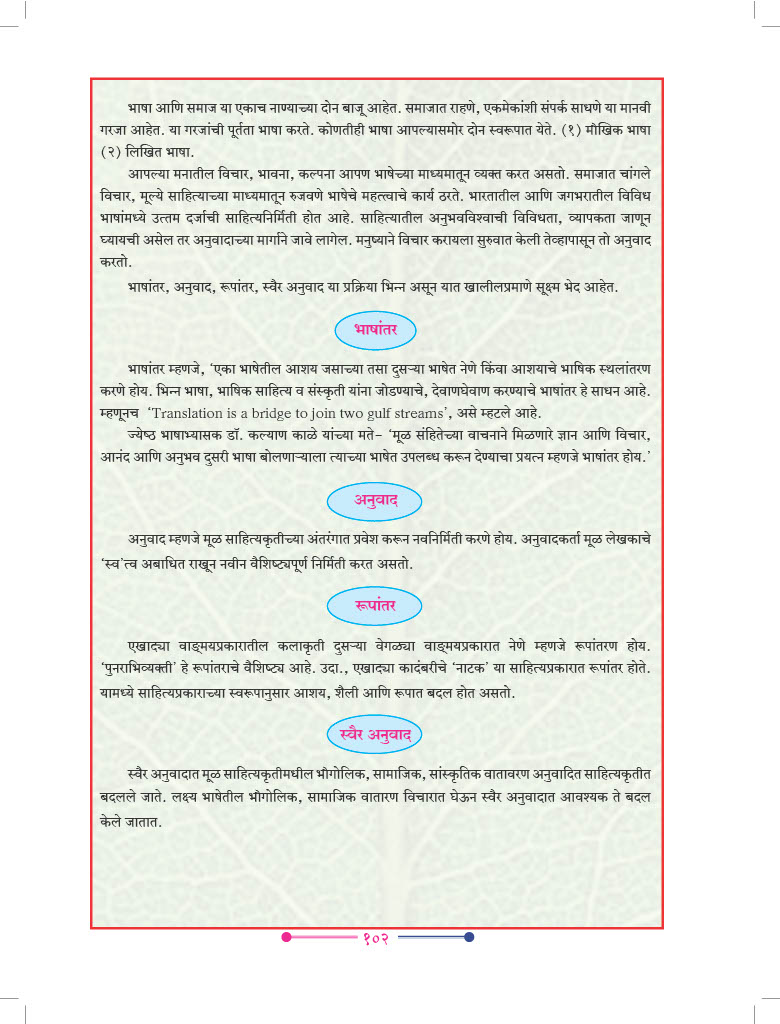 भाषा आणि समाज या एकाच नाण्याच्या दोन बाजू आहेत. समाजात राहणे, एकमेकांशी संपर्क साधणे या मानवी
गरजा आहेत. या गरजांची पूर्तता भाषा करते. कोणतीही भाषा आपल्यासमोर दोन स्वरूपात येते. (१) मौखिक भाषा
(२) लिखित भाषा.
आपल्या मनातील विचार, भावना, कल्पना आपण भाषेच्या माध्यमातून व्यक्त करत असतो. समाजात चांगले
विचार, मूल्ये साहित्याच्या माध्यमातून रुजवणे भाषेचे महत्त्वाचे कार्य ठरते. भारतातील आणि जगभरातील विविध
भाषांमध्ये उत्तम दर्जाची साहित्यनिर्मिती होत आहे. साहित्यातील अनुभवविश्वाची विविधता, व्यापकता जाणून
घ्यायची असेल तर अनुवादाच्या मार्गाने जावे लागेल. मनुष्याने विचार करायला सुरुवात केली तेव्हापासून तो अनुवाद
करतो.
भाषांतर, अनुवाद, रूपांतर, स्वैर अनुवाद या प्रक्रिया भिन्न असून यात खालीलप्रमाणे सूक्ष्म भेद आहेत.
भाषांतर
भाषांतर म्हणजे, ‘एका भाषेतील आशय जसाच्या तसा दुसऱ्या भाषेत नेणे किंवा आशयाचे भाषिक स्थलांतरण
करणे होय. भिन्न भाषा, भाषिक साहित्य व संस्कृती यांना जोडण्याचे, देवाणघेवाण करण्याचे भाषांतर हे साधन आहे.
म्हणूनच ‘Translation is a bridge to join two gulf streams’, असे म्हटले आहे.
ज्येष्ठ भाषाभ्यासक डॉ. कल्याण काळे यांच्या मते- ‘मूळ संहितेच्या वाचनाने मिळणारे ज्ञान आणि विचार,
आनंद आणि अनुभव दुसरी भाषा बोलणाऱ्याला त्याच्या भाषेत उपलब्ध करून देण्याचा प्रयत्न म्हणजे भाषांतर होय.’
अनुवाद
अनुवाद म्हणजे मूळ साहित्यकृतीच्या अंतरंगात प्रवेश करून नवनिर्मिती करणे होय. अनुवादकर्ता मूळ लेखकाचे
‘स्व’त्व अबाधित राखून नवीन वैशिष्ट्यपूर्ण निर्मिती करत असतो.
रूपांतर
एखाद्या वाङ्मयप्रकारातील कलाकृती दुसऱ्या वेगळ्या वाङ्मयप्रकारात नेणे म्हणजे रूपांतरण होय.
‘पुनराभिव्यक्ती’ हे रूपांतराचे वैशिष्ट्य आहे. उदा., एखाद्या कादंबरीचे ‘नाटक’ या साहित्यप्रकारात रूपांतर होते.
यामध्ये साहित्यप्रकाराच्या स्वरूपानुसार आशय, शैली आणि रूपात बदल होत असतो.
स्वैर अनुवाद
स्वैर अनुवादात मूळ साहित्यकृतीमधील भौगोलिक, सामाजिक, सांस्कृतिक वातावरण अनुवादित साहित्यकृतीत
बदलले जाते. लक्ष्य भाषेतील भौगोलिक, सामाजिक वातारण विचारात घेऊन स्वैर अनुवादात आवश्यक ते बदल
केले जातात.
१०२